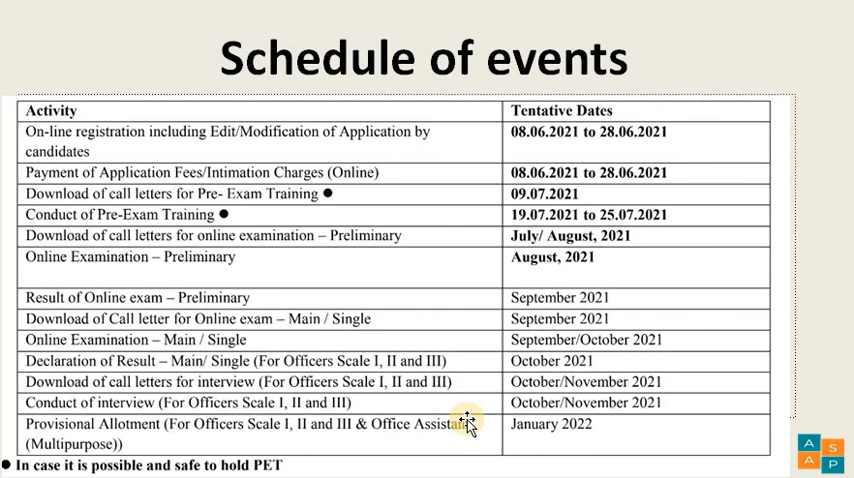 Schedule of events
Activity Tentative Dates
On-line registration including Edit/Modification of Application by 08.06.2021 to 28.06.2021
candidates
Payment of Application Fees/Intimation Charges (Online) 08.06.2021 to 28.06.2021
Download of call letters for Pre- Exam Training ● 09.07.2021
Conduct of Pre-Exam Training ● 19.07.2021 to 25.07.2021
Download of call letters for online examination – Preliminary July/ August, 2021
Online Examination – Preliminary August, 2021
Result of Online exam – Preliminary September 2021
Download of Call letter for Online exam – Main / Single September 2021
Online Examination – Main / Single September/October 2021
Declaration of Result – Main/ Single (For Officers Scale I, II and III) October 2021
Download of call letters for interview (For Officers Scale I, II and III) October/November 2021
Conduct of interview (For Officers Scale I, II and III) October/November 2021
Provisional Allotment (For Officers Scale I, II and III & Office Assistant January 2022
(Multipurpose))
● In case it is possible and safe to hold PET
A S
A P